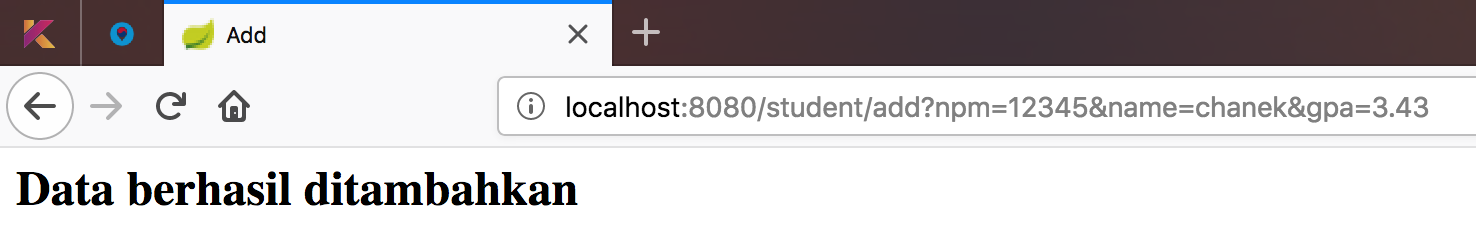 Add
localhost:8080/student/add?npm=12345&name=chanek&gpa=3.43
Data berhasil ditambahkan